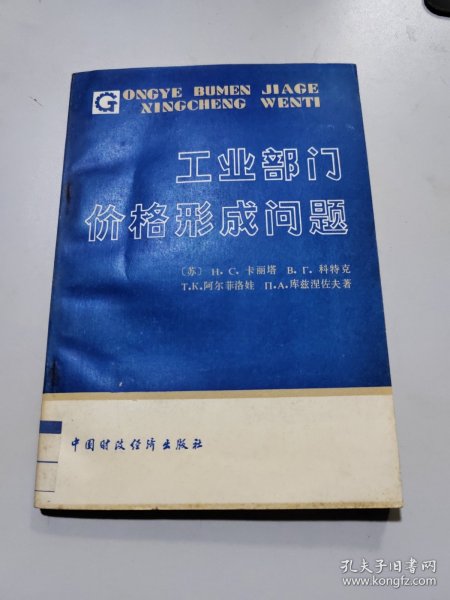 GONGYE BUMEN JIAGE
XINGCHENG WENTI
工业部门
价格形成问题
〔苏〕 Н. С. 卡丽塔 В. Г. 科特克
Т.К.阿尔菲洛娃 П.А.库兹涅佐夫著
中国财政经济出版社
孔夫子旧书网
www.kongfz.com